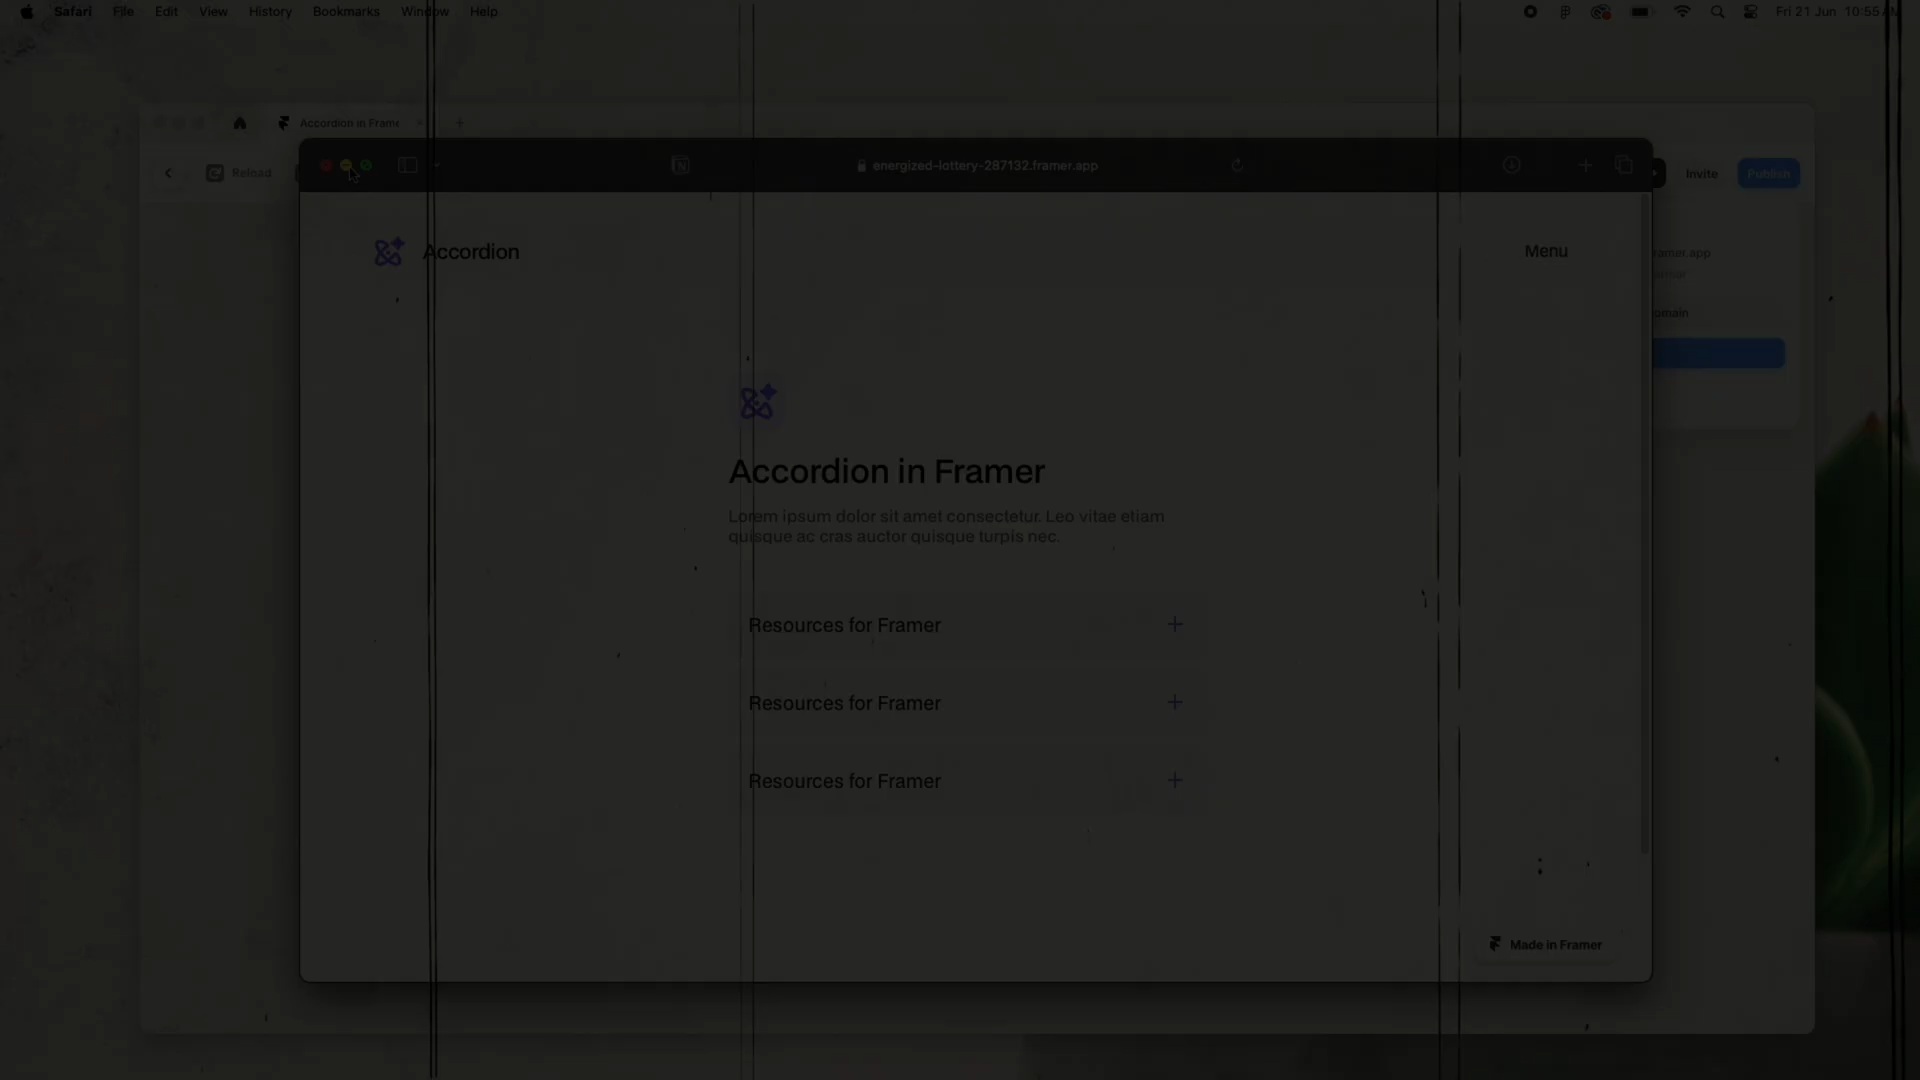 Safari File Edit View History Bookmarks Window Help
Fri 21 Jun 10:55
Accordion in Frame
Reload
energized-lottery-287132.framer.app
Invite
Publish
Accordion
Menu
Accordion in Framer
Lorem ipsum dolor sit amet consectetur. Leo vitae etiam
quisque ac cras auctor quisque turpis nec.
Resources for Framer
Resources for Framer
Resources for Framer
Made in Framer